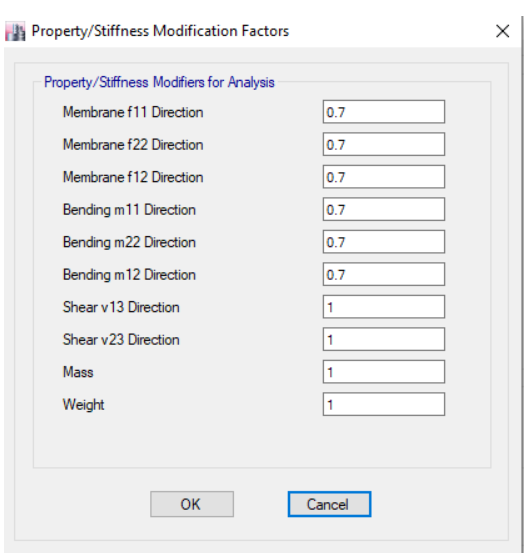 Property/Stiffness Modification Factors
Property/Stiffness Modifiers for Analysis
Membrane f11 Direction 0.7
Membrane f22 Direction 0.7
Membrane f12 Direction 0.7
Bending m11 Direction 0.7
Bending m22 Direction 0.7
Bending m12 Direction 0.7
Shear v13 Direction 1
Shear v23 Direction 1
Mass 1
Weight 1
OK Cancel